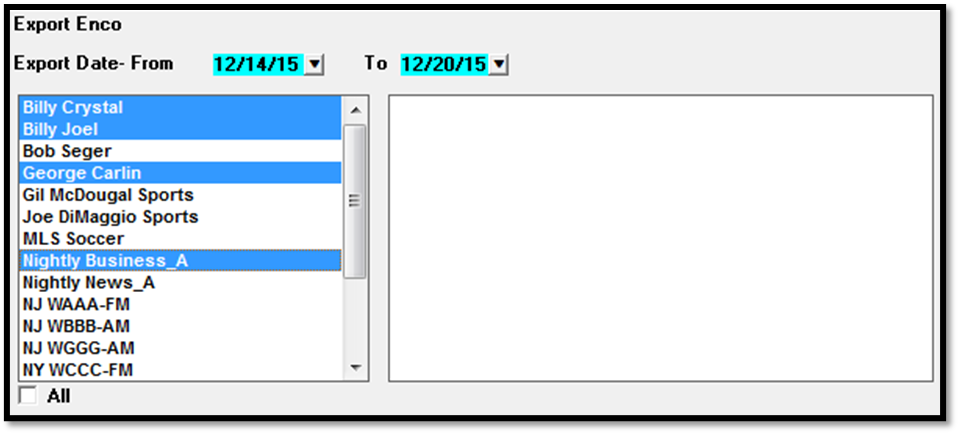 Export Enco
Export Date- From 12/14/15 To 12/20/15
Billy Crystal
Billy Joel
Bob Seger
George Carlin
Gil McDougal Sports
Joe DiMaggio Sports
MLS Soccer
Nightly Business_A
Nightly News_A
NJ WAAA-FM
NJ WBBB-AM
NJ WGGG-AM
NY WCCC-FM
All